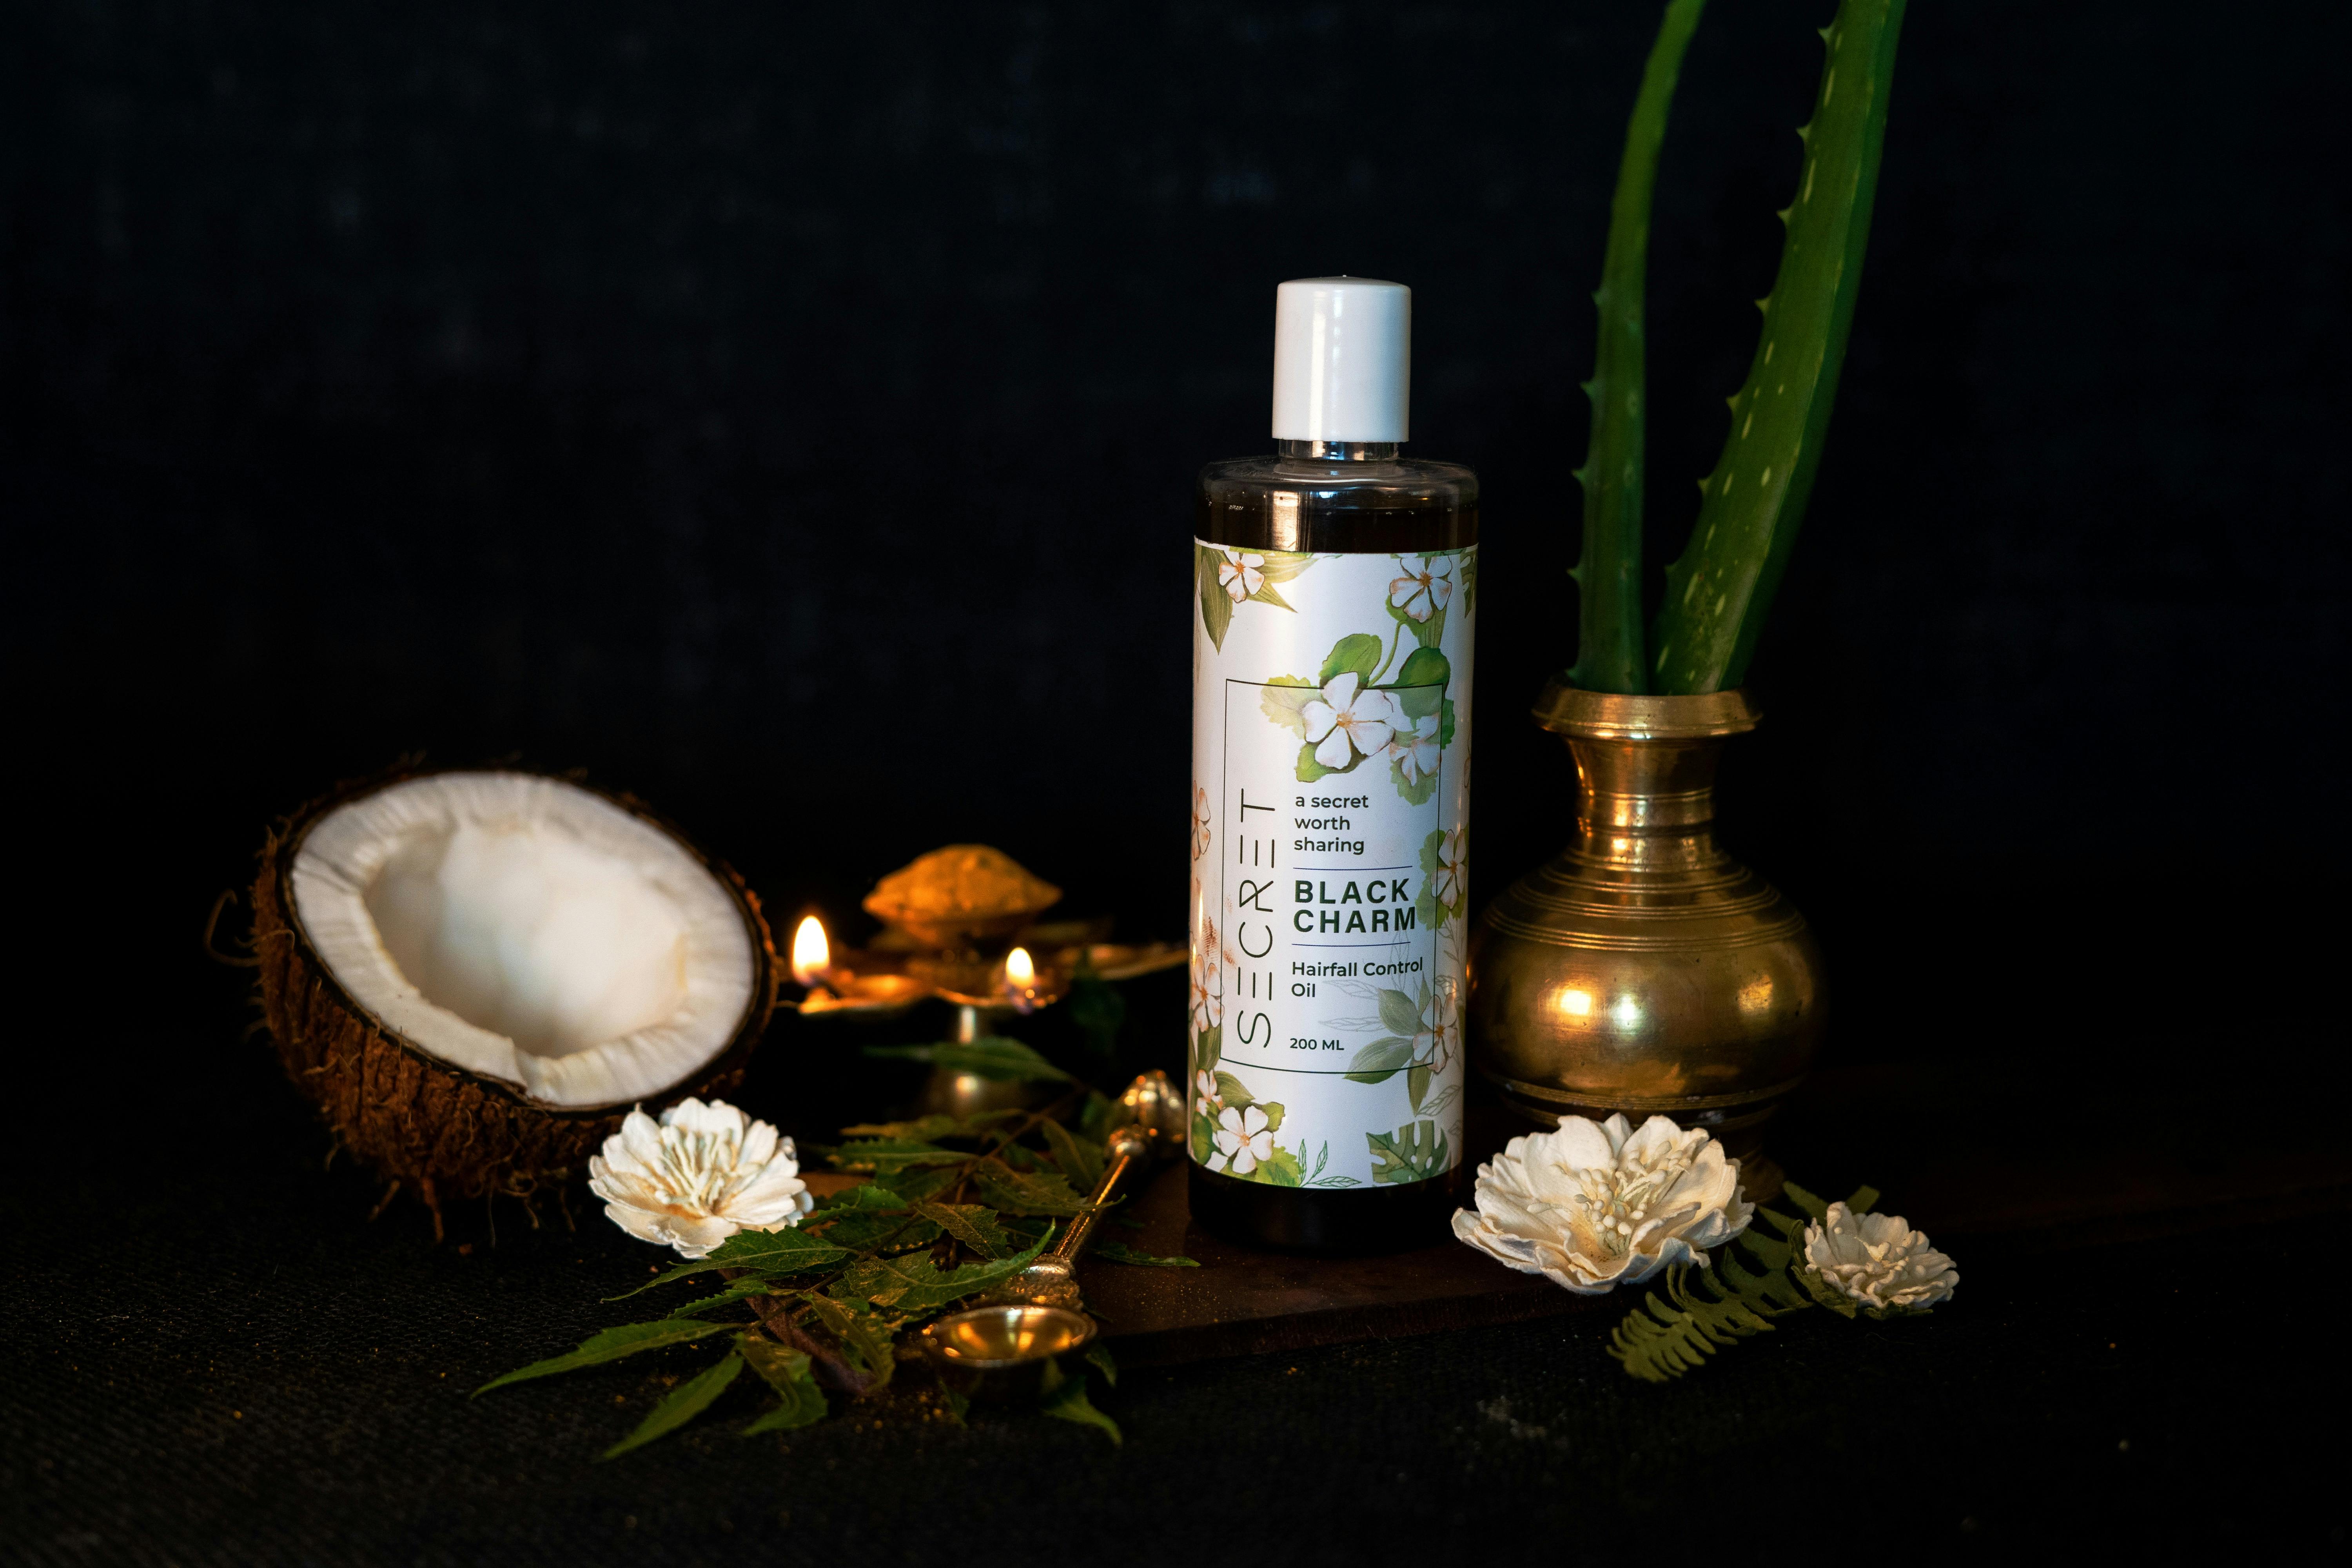 SECRET
a secret
worth
sharing
BLACK
CHARM
Hairfall Control
Oil
200 ML